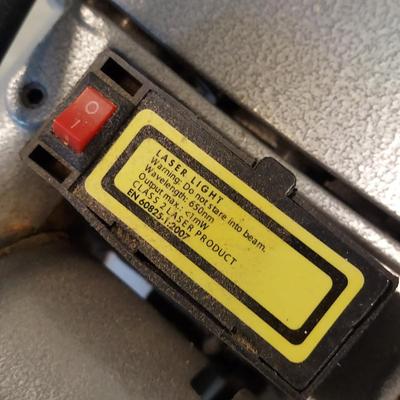 O
I
LASER LIGHT
Warning: Do not stare into beam.
Wavelength: 650nm
Output max.: <1mW
CLASS 2 LASER PRODUCT
EN 60825-1:2007